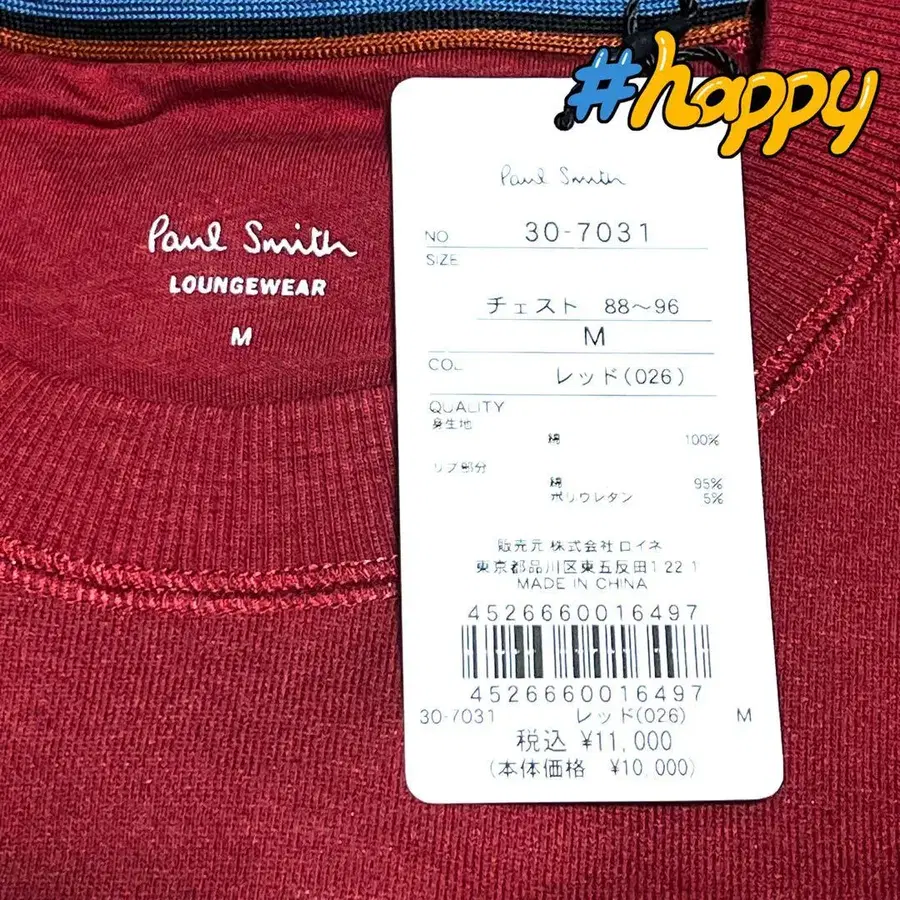 #happy
Paul Smith
LOUNGEWEAR
M
Paul Smith
NO 30-7031
SIZE
チェスト 88～96
M
COL レッド(026)
QUALITY
身生地
綿 100%
リブ部分
綿 95%
ポリウレタン 5%
販売元 株式会社 ロイネ
東京都品川区東五反田1 22 1
MADE IN CHINA
4526660016497
4526660016497
30-7031 レッド(026) M
税込 ¥11,000
(本体価格 ¥10,000)